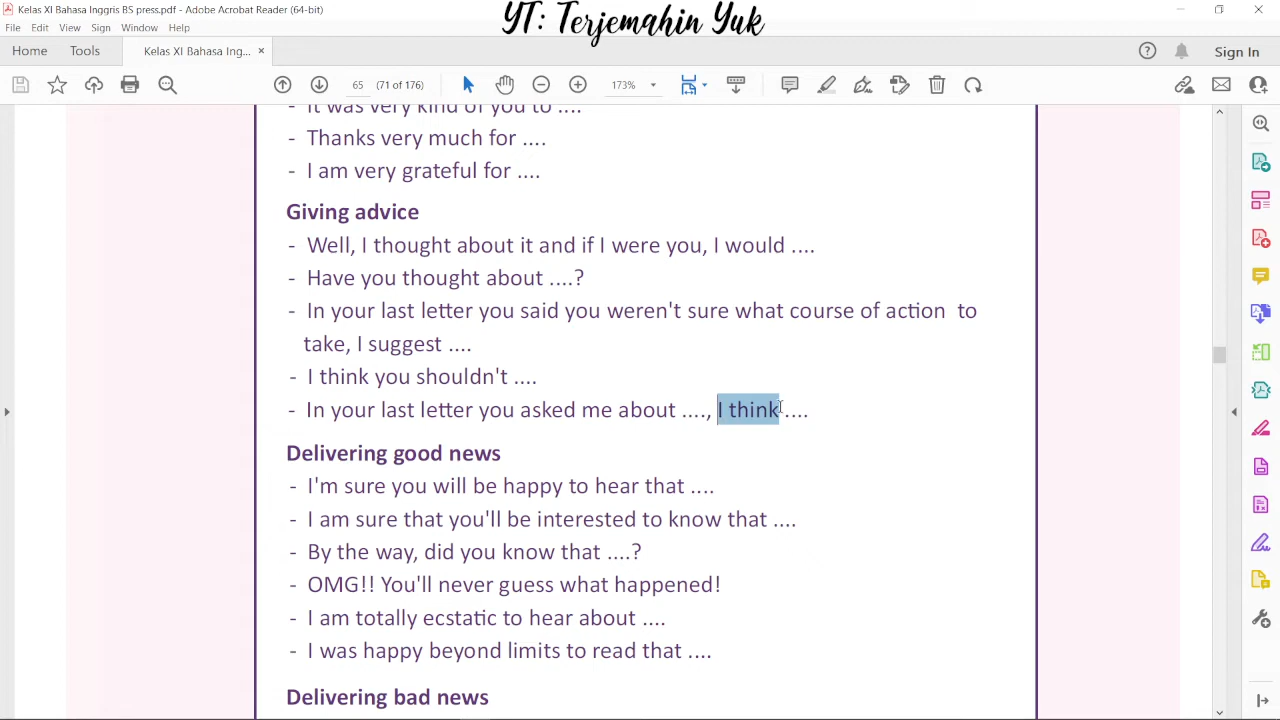 YT: Terjemahin Yuk
Kelas XI Bahasa Inggris BS press.pdf - Adobe Acrobat Reader (64-bit)
File Edit View Sign Window Help
Home Tools Kelas XI Bahasa Ing... × Sign In
65 (71 of 176) 173%
- It was very kind of you to ....
- Thanks very much for ....
- I am very grateful for ....
Giving advice
- Well, I thought about it and if I were you, I would ....
- Have you thought about ....?
- In your last letter you said you weren't sure what course of action to
take, I suggest ....
- I think you shouldn't ....
- In your last letter you asked me about ...., I think ....
Delivering good news
- I'm sure you will be happy to hear that ....
- I am sure that you'll be interested to know that ....
- By the way, did you know that ....?
- OMG!! You'll never guess what happened!
- I am totally ecstatic to hear about ....
- I was happy beyond limits to read that ....
Delivering bad news